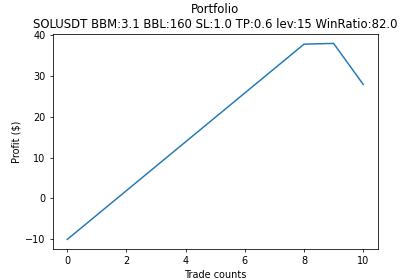 Portfolio
SOLUSDT BBM:3.1 BBL:160 SL:1.0 TP:0.6 lev:15 WinRatio:82.0
40
30
20
10
0
−10
Profit ($)
0 2 4 6 8 10
Trade counts